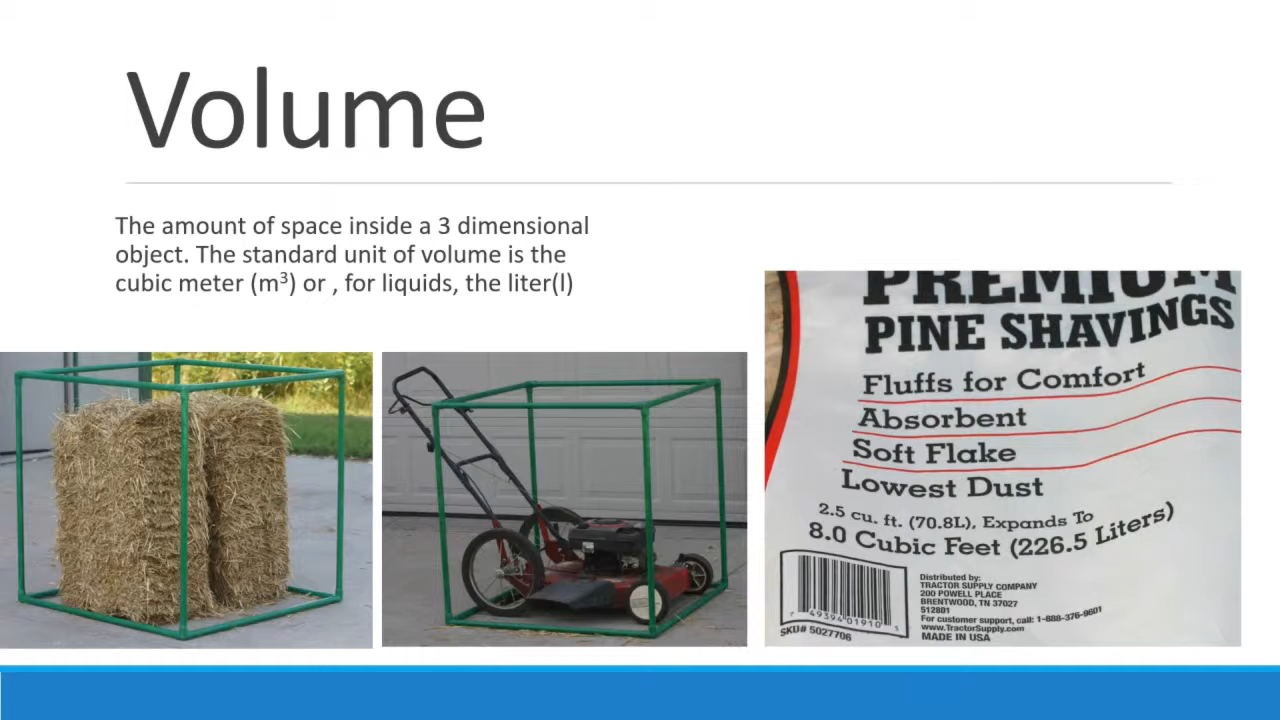 Volume
The amount of space inside a 3 dimensional
object. The standard unit of volume is the
cubic meter (m³) or , for liquids, the liter(l)
PREMIUM
PINE SHAVINGS
Fluffs for Comfort
Absorbent
Soft Flake
Lowest Dust
2.5 cu. ft. (70.8L), Expands To
8.0 Cubic Feet (226.5 Liters)
7 49394 01910 5
SKU# 5027706
Distributed by:
TRACTOR SUPPLY COMPANY
200 POWELL PLACE
BRENTWOOD, TN 37027
512801
For customer support, call: 1-888-376-9601
www.TractorSupply.com
MADE IN USA